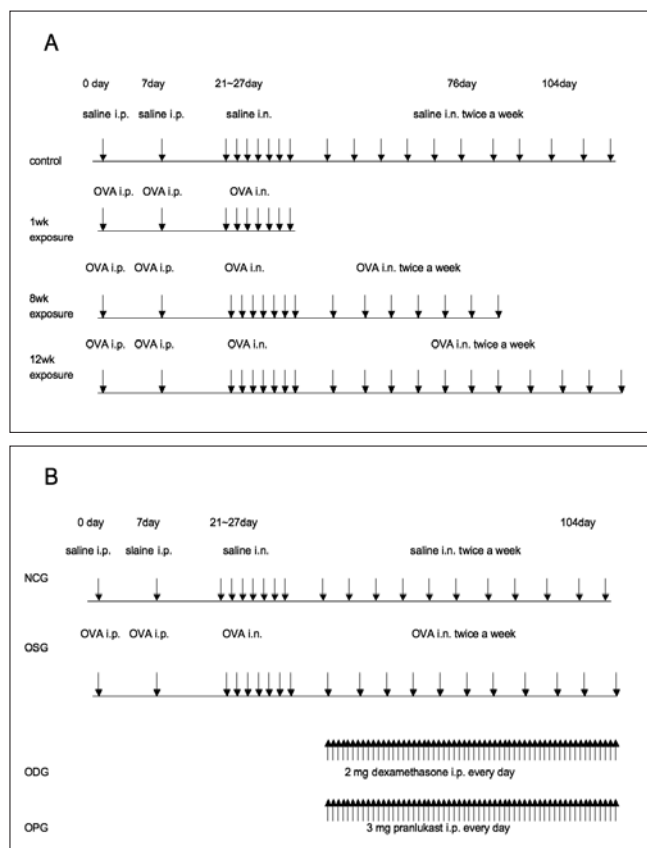 A
0 day 7day 21~27day 76day 104day
saline i.p. saline i.p. saline i.n. saline i.n. twice a week
control
OVA i.p. OVA i.p. OVA i.n.
1wk
exposure
OVA i.p. OVA i.p. OVA i.n. OVA i.n. twice a week
8wk
exposure
OVA i.p. OVA i.p. OVA i.n. OVA i.n. twice a week
12wk
exposure
B
0 day 7day 21~27day 104day
saline i.p. slaine i.p. saline i.n. saline i.n. twice a week
NCG
OVA i.p. OVA i.p. OVA i.n. OVA i.n. twice a week
OSG
ODG 2 mg dexamethasone i.p. every day
OPG 3 mg pranlukast i.p. every day